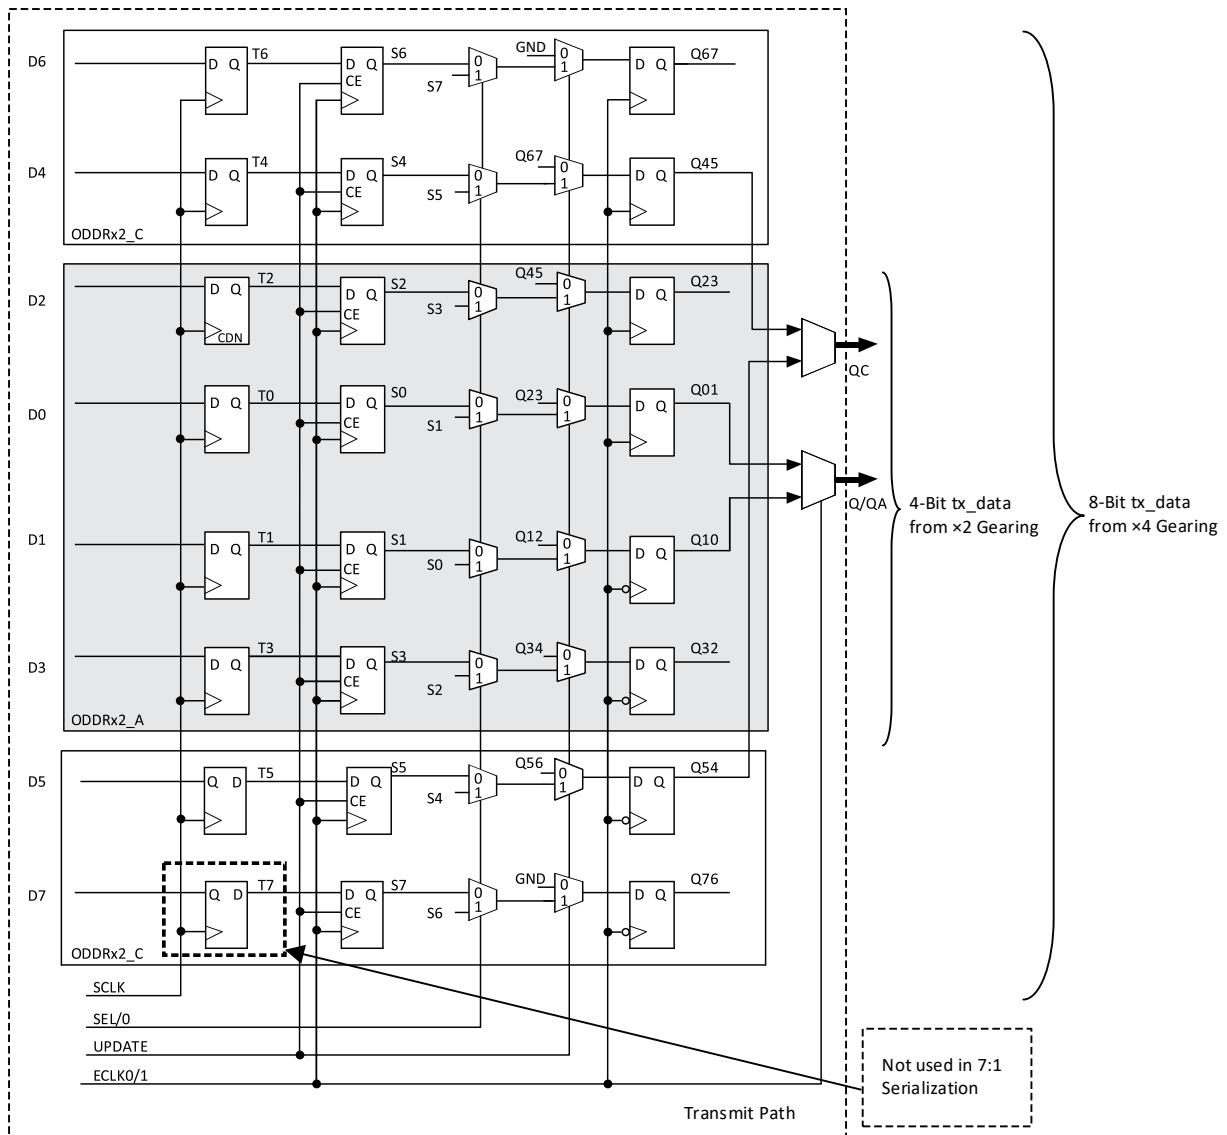 D6
D Q
T6
D Q
CE
S6
S7
0
1
GND
0
1
D Q
Q67
D4
D Q
T4
D Q
CE
S4
S5
0
1
Q67
0
1
D Q
Q45
ODDRx2_C
D2
D Q
CDN
T2
D Q
CE
S2
S3
0
1
Q45
0
1
D Q
Q23
D0
D Q
T0
D Q
CE
S0
S1
0
1
Q23
0
1
D Q
Q01
QC
Q/QA
D1
D Q
T1
D Q
CE
S1
S0
0
1
Q12
0
1
D Q
Q10
D3
D Q
T3
D Q
CE
S3
S2
0
1
Q34
0
1
D Q
Q32
ODDRx2_A
D5
Q D
T5
D Q
CE
S5
S4
0
1
Q56
0
1
D Q
Q54
D7
Q D
T7
D Q
CE
S7
S6
0
1
GND
0
1
D Q
Q76
ODDRx2_C
SCLK
SEL/0
UPDATE
ECLK0/1
Transmit Path
4-Bit tx_data
from ×2 Gearing
8-Bit tx_data
from ×4 Gearing
Not used in 7:1
Serialization